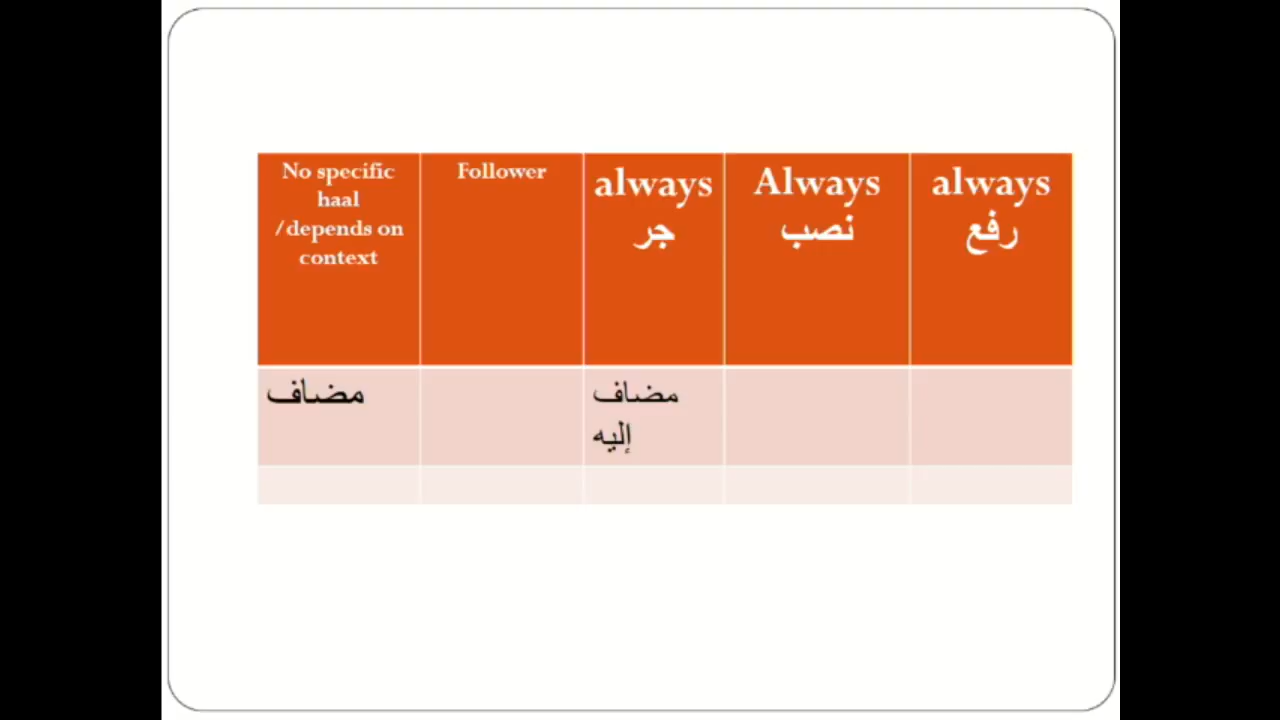 No specific
haal
/depends on
context
Follower
always
جر
Always
نصب
always
رفع
مضاف
مضاف
إليه